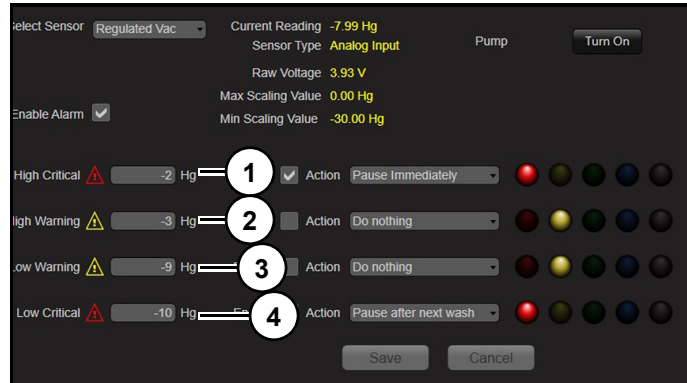 elect Sensor Regulated Vac Current Reading -7.99 Hg
Sensor Type Analog Input Pump Turn On
Raw Voltage 3.93 V
Max Scaling Value 0.00 Hg
Enable Alarm Min Scaling Value -30.00 Hg
High Critical -2 Hg 1 Action Pause Immediately
igh Warning -3 Hg 2 Action Do nothing
ow Warning -9 Hg 3 Action Do nothing
Low Critical -10 Hg 4 Action Pause after next wash
Save Cancel